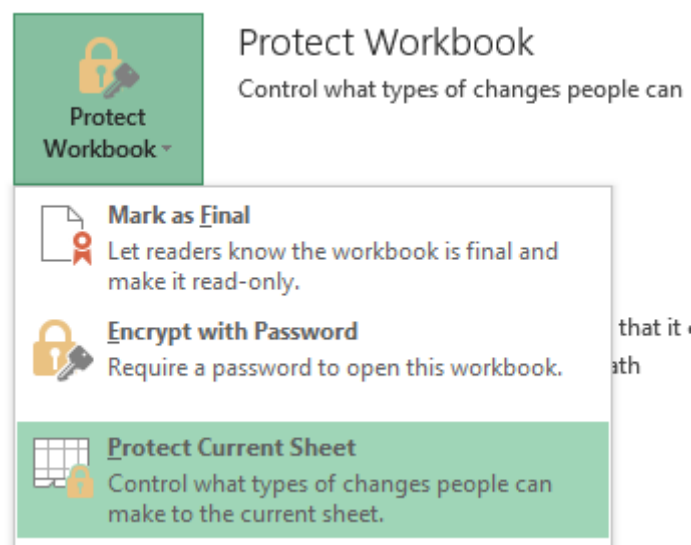 Protect Workbook
Control what types of changes people can
Protect
Workbook
Mark as Final
Let readers know the workbook is final and
make it read-only.
Encrypt with Password
Require a password to open this workbook.
that it
Protect Current Sheet
Control what types of changes people can
make to the current sheet.